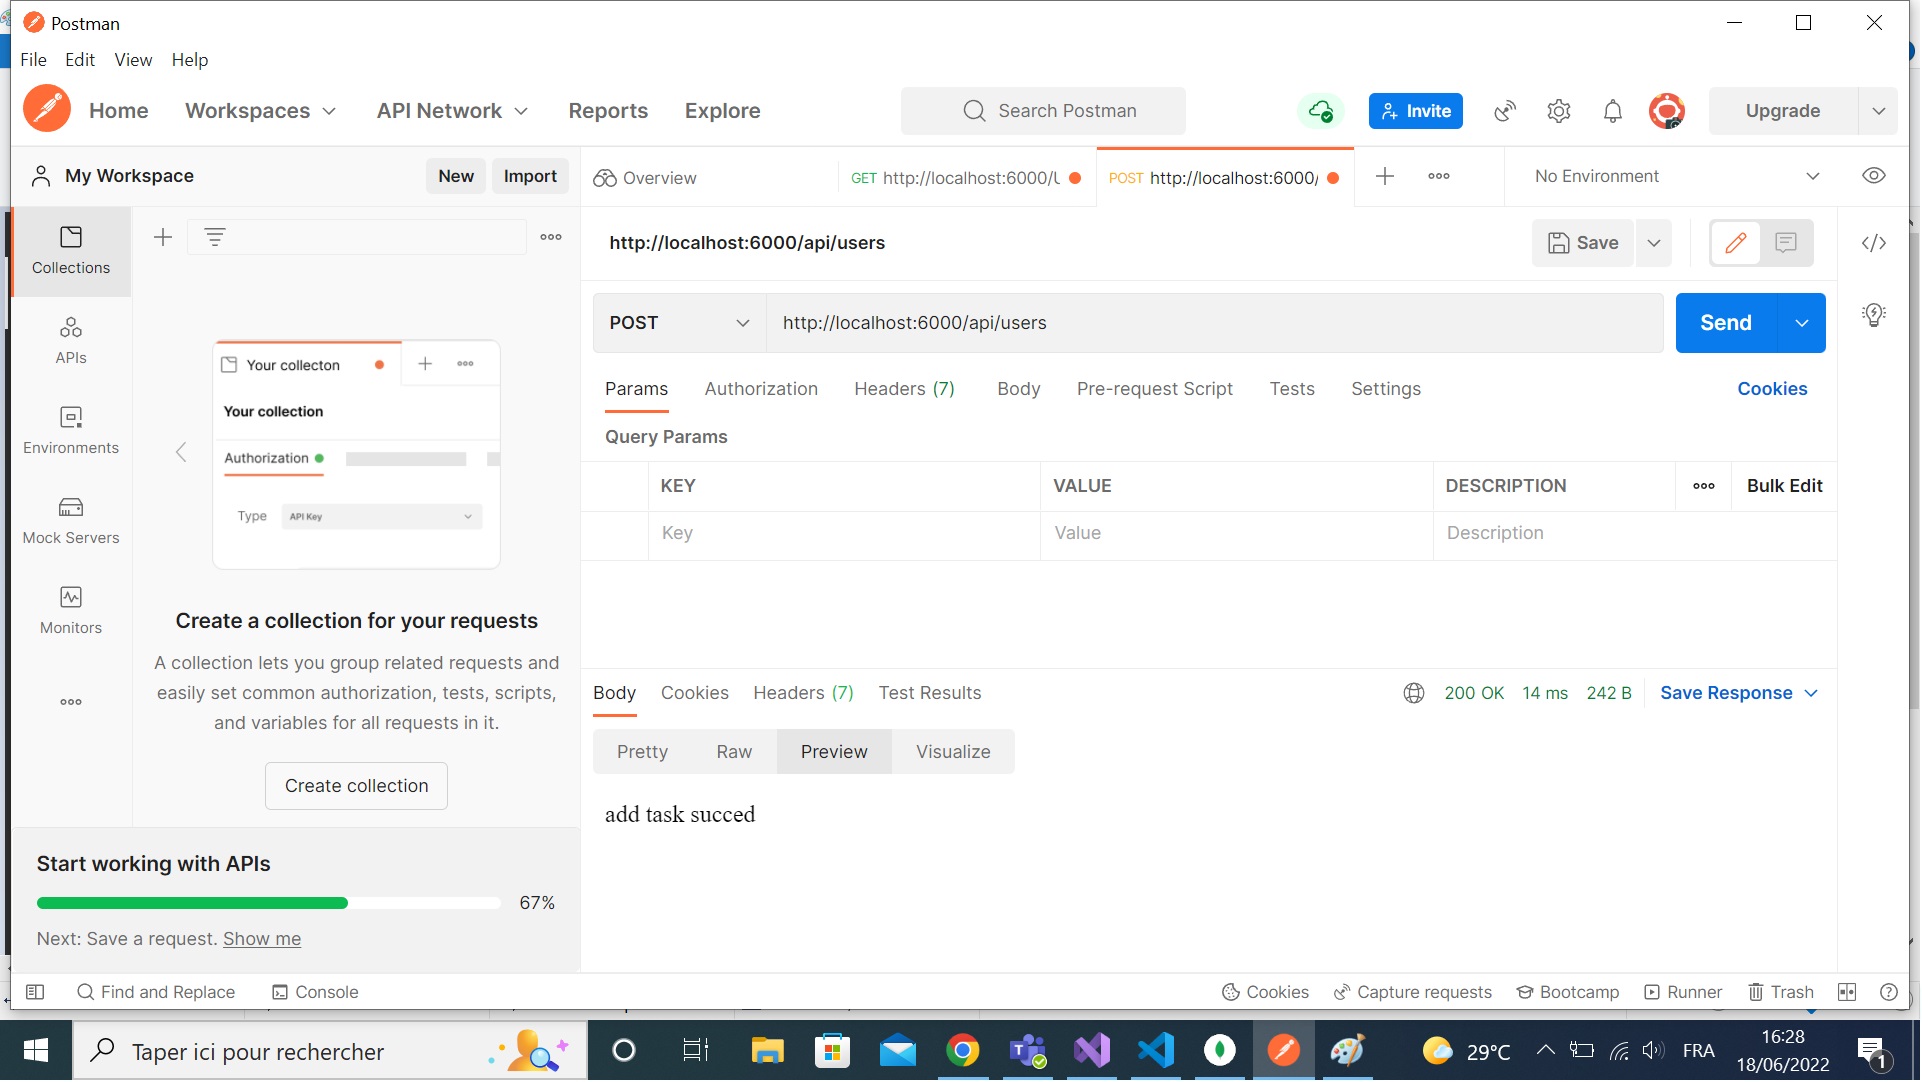 Postman
File Edit View Help
Home Workspaces API Network Reports Explore Search Postman Invite Upgrade
My Workspace New Import Overview GET http://localhost:6000/ POST http://localhost:6000/ No Environment
Collections
http://localhost:6000/api/users Save
POST http://localhost:6000/api/users Send
APIs
Your collecton
Params Authorization Headers (7) Body Pre-request Script Tests Settings Cookies
Your collection
Query Params
Environments
Authorization
KEY VALUE DESCRIPTION Bulk Edit
Type API Key
Key Value Description
Mock Servers
Monitors
Create a collection for your requests
A collection lets you group related requests and
easily set common authorization, tests, scripts,
and variables for all requests in it.
Create collection
Body Cookies Headers (7) Test Results 200 OK 14 ms 242 B Save Response
Pretty Raw Preview Visualize
add task succed
Start working with APIs
67%
Next: Save a request. Show me
Find and Replace Console Cookies Capture requests Bootcamp Runner Trash
Taper ici pour rechercher 29°C FRA 16:28
18/06/2022 1